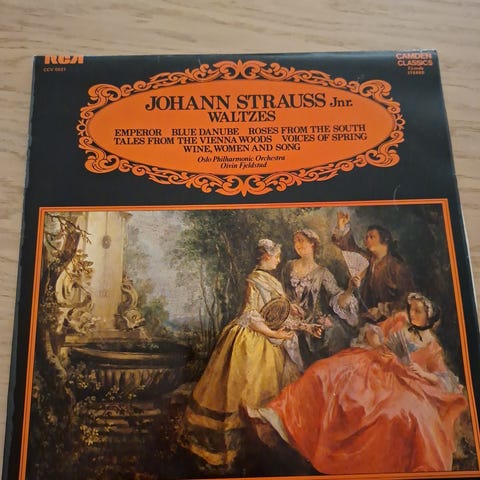 RCA
CCV 5021
CAMDEN
CLASSICS
STEREO
JOHANN STRAUSS Jnr.
WALTZES
EMPEROR BLUE DANUBE ROSES FROM THE SOUTH
TALES FROM THE VIENNA WOODS VOICES OF SPRING
WINE, WOMEN AND SONG
Oslo Philharmonic Orchestra
Oivin Fjeldstad